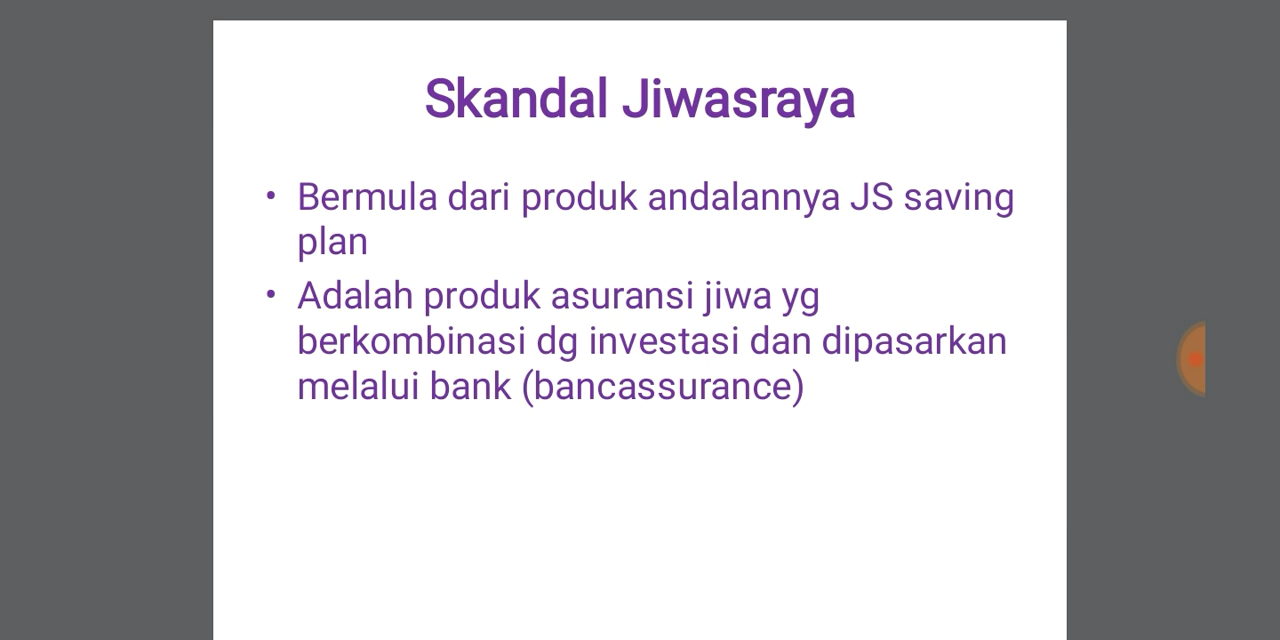 Skandal Jiwasraya
• Bermula dari produk andalannya JS saving
plan
• Adalah produk asuransi jiwa yg
berkombinasi dg investasi dan dipasarkan
melalui bank (bancassurance)